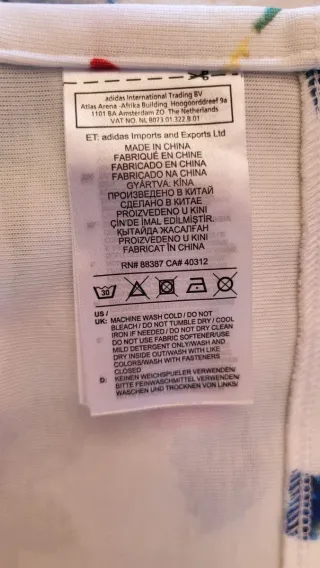 adidas International Trading BV
Atlas Arena -Afrika Building Hoogoorddreef 9a
1101 BA Amsterdam ZO The Netherlands
VAT NO. NL 8073.01.322.B.01
ET: adidas Imports and Exports Ltd
MADE IN CHINA
FABRIQUÉ EN CHINE
FABRICADO EN CHINA
FABRICADO NA CHINA
GYÁRTVA: KÍNA
ПРОИЗВЕДЕНО В КИТАЙ
СДЕЛАНО В КИТАЕ
PROIZVEDENO U KINI
ÇİN'DE İMAL EDİLMİŞTİR.
ҚЫТАЙДА ЖАСАЛҒАН
PROIZVEDENO U KINI
FABRICAT ÎN CHINA
RN# 88387 CA# 40312
30
US /
UK: MACHINE WASH COLD / DO NOT
BLEACH / DO NOT TUMBLE DRY / COOL
IRON IF NEEDED / DO NOT DRY CLEAN
DO NOT USE FABRIC SOFTENER/USE
MILD DETERGENT ONLY/WASH AND
DRY INSIDE OUT/WASH WITH LIKE
COLORS/WASH WITH FASTENERS
CLOSED
D: KEINEN WEICHSPUELER VERWENDEN/
BITTE FEINWASCHMITTEL VERWENDEN/
WASCHEN UND TROCKNEN VON LINKS/